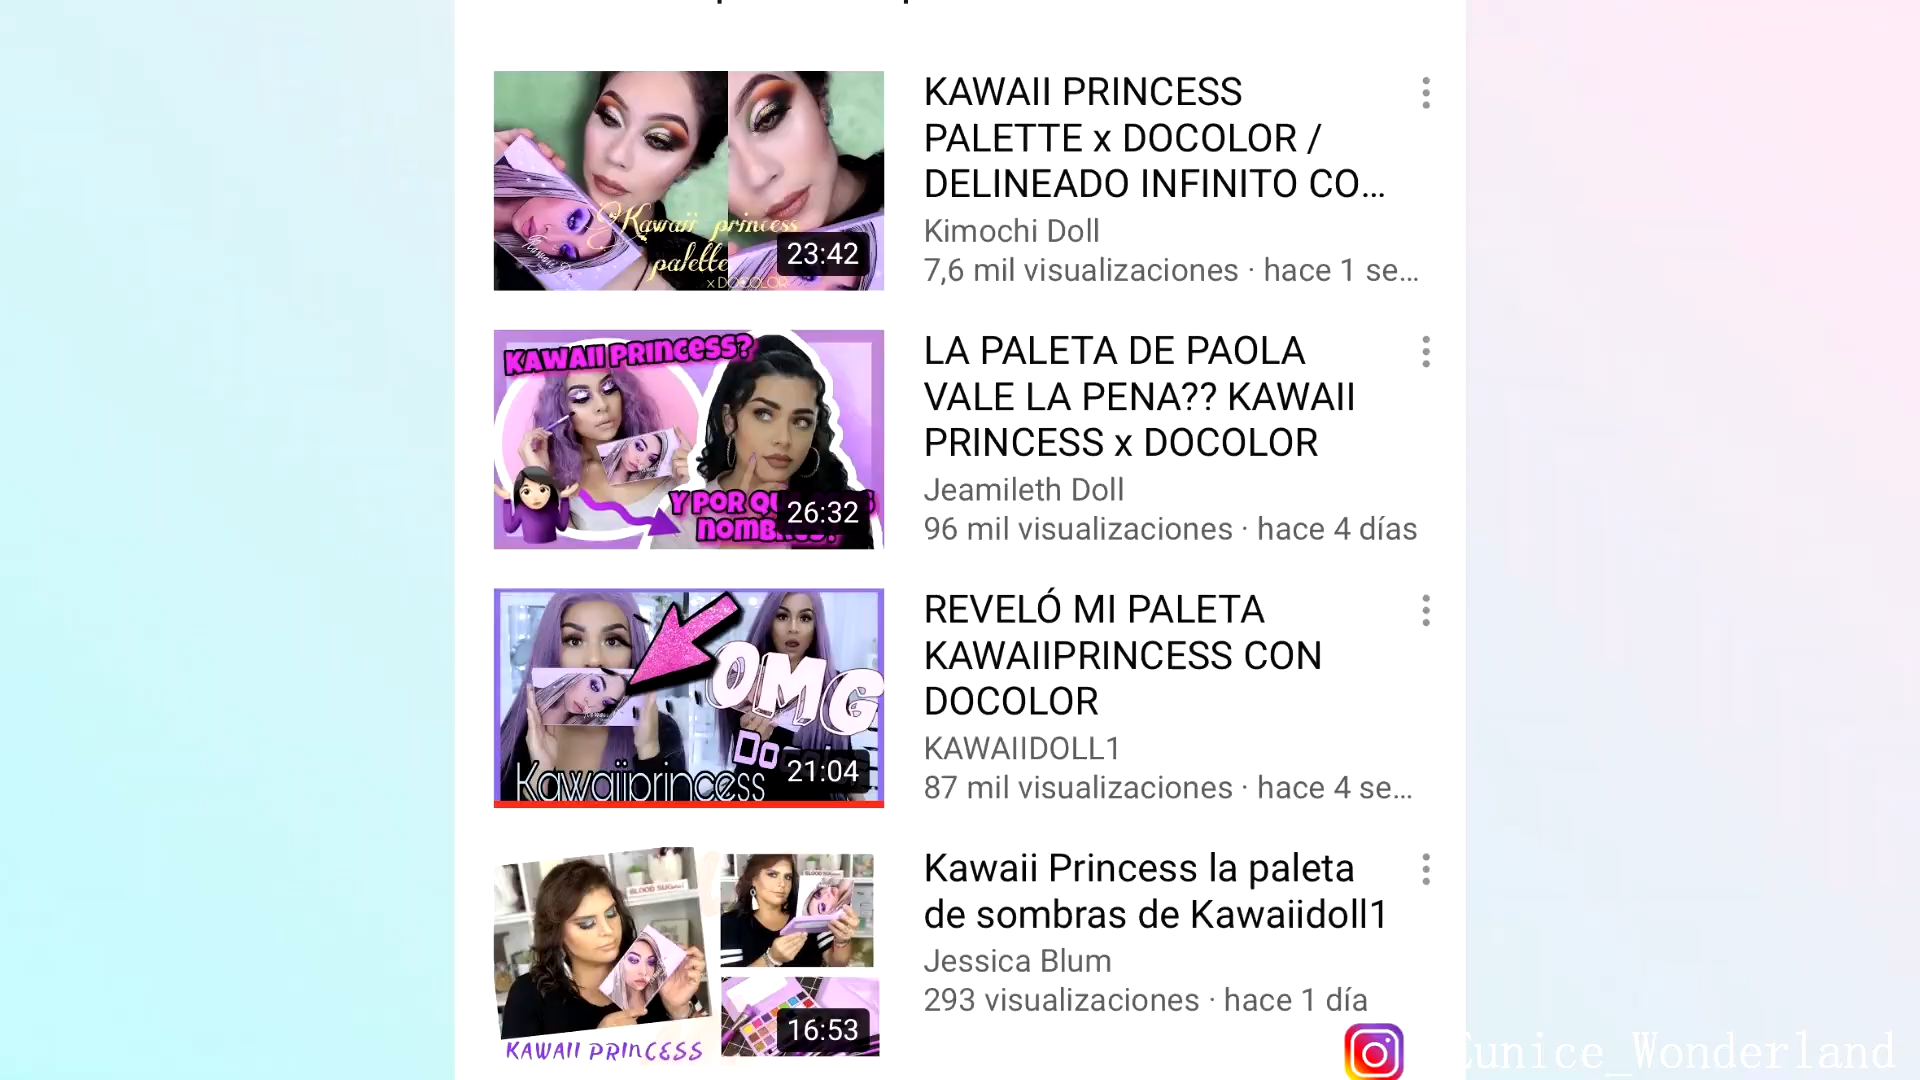 KAWAII PRINCESS
PALETTE x DOCOLOR /
DELINEADO INFINITO CO...
Kimochi Doll
7,6 mil visualizaciones · hace 1 se...
Kawaii princess
palette
x DOCOLOR
23:42
LA PALETA DE PAOLA
VALE LA PENA?? KAWAII
PRINCESS x DOCOLOR
Jeamileth Doll
96 mil visualizaciones · hace 4 días
KAWAII PRINCESS?
Y POR
26:32
REVELÓ MI PALETA
KAWAIIPRINCESS CON
DOCOLOR
KAWAIIDOLL1
87 mil visualizaciones · hace 4 se...
OMG
Kawaiiprincess
21:04
Kawaii Princess la paleta
de sombras de Kawaiidoll1
Jessica Blum
293 visualizaciones · hace 1 día
KAWAII PRINCESS
16:53
Eunice_Wonderland